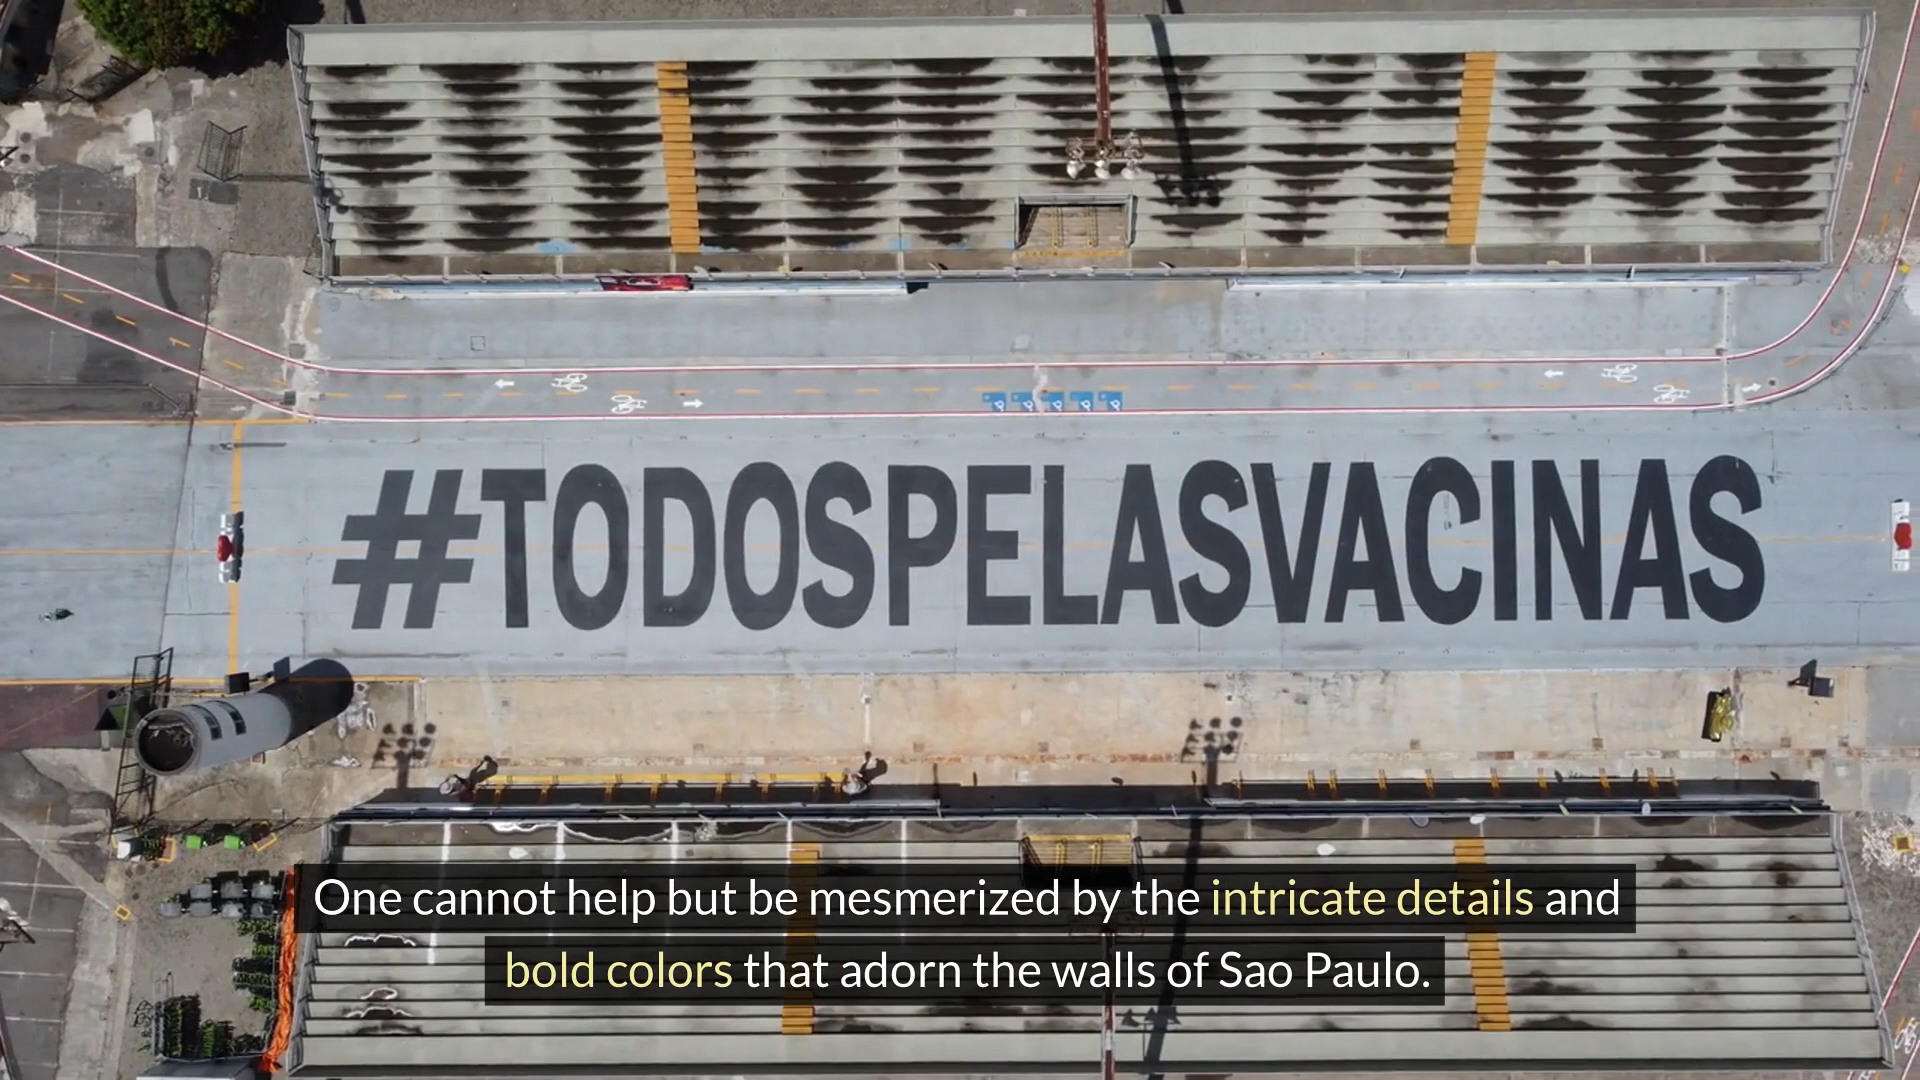 #TODOSPELASVACINAS
One cannot help but be mesmerized by the intricate details and
bold colors that adorn the walls of Sao Paulo.